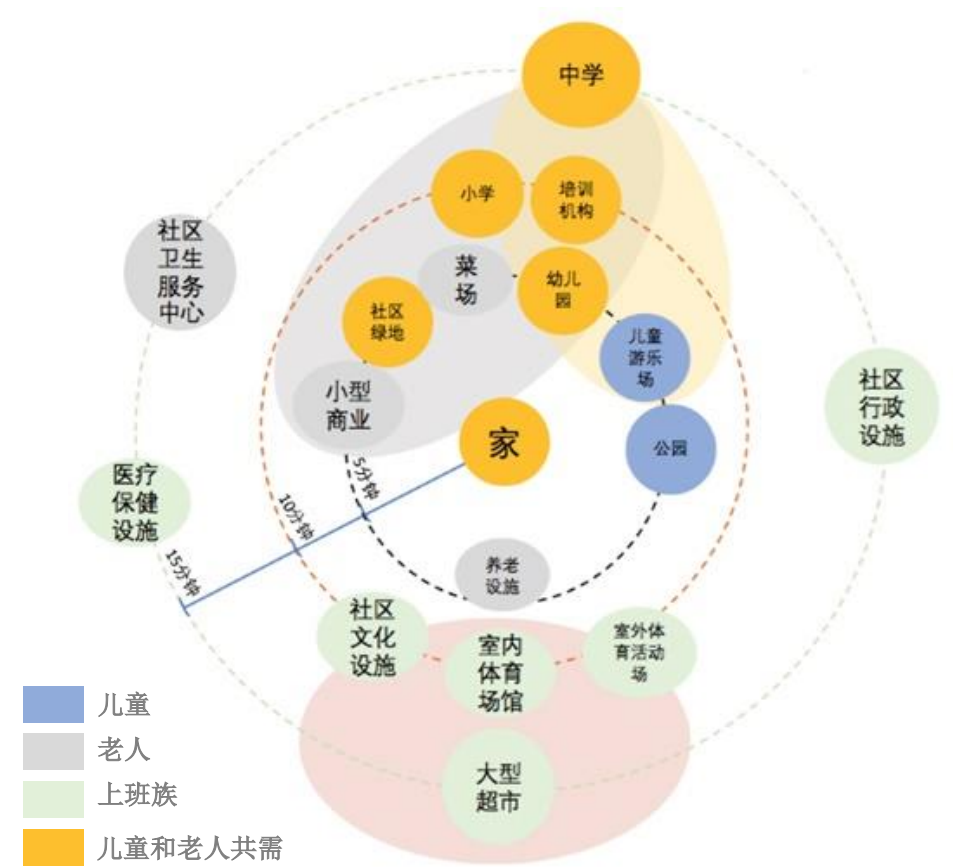 中学
小学
培训
机构
社区
卫生
服务
中心
菜
场
幼儿
园
社区
绿地
儿童
游乐
场
小型
商业
社区
行政
设施
家
公园
5分钟
10分钟
15分钟
医疗
保健
设施
养老
设施
社区
文化
设施
室内
体育
场馆
室外体
育活动
场
大型
超市
儿童
老人
上班族
儿童和老人共需